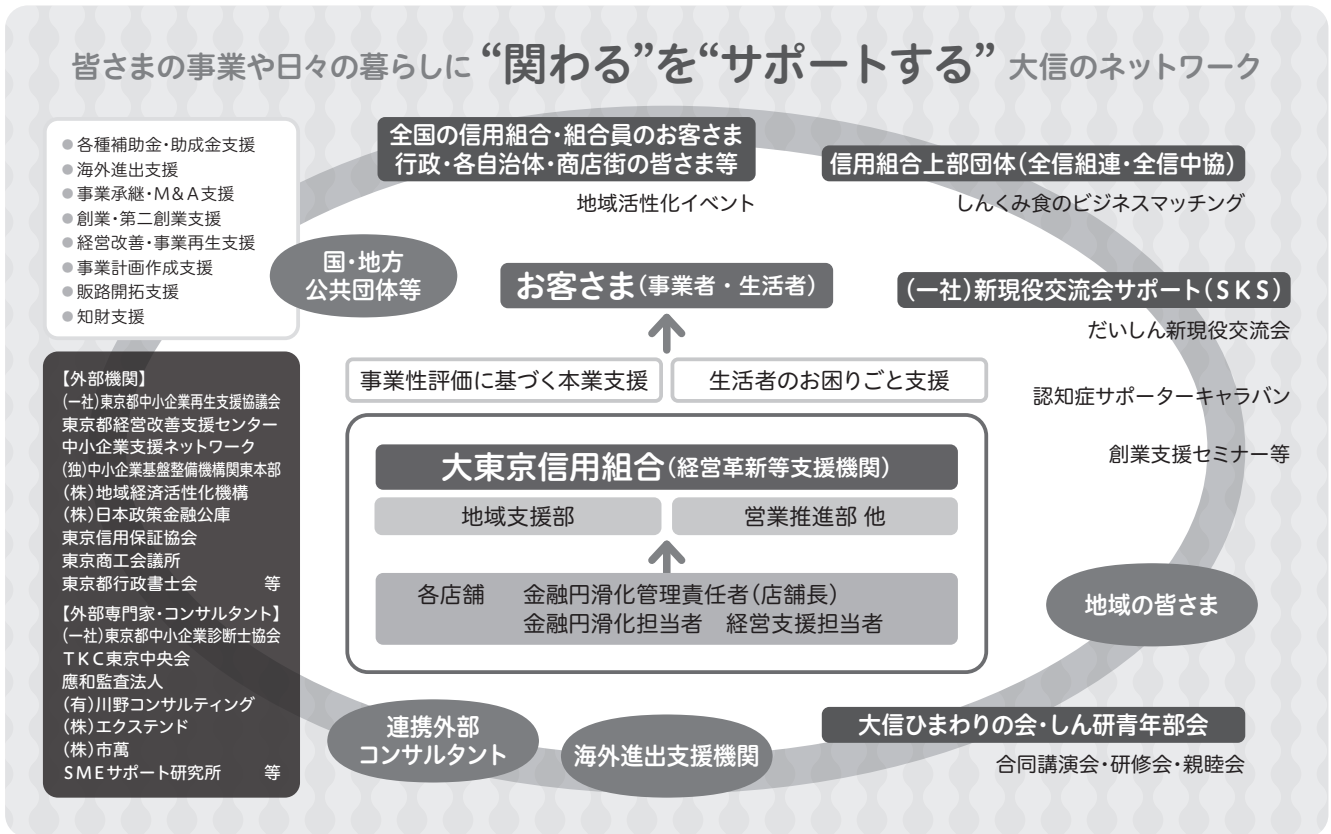 皆さまの事業や日々の暮らしに“関わる”を“サポートする”大信のネットワーク
●各種補助金・助成金支援
●海外進出支援
●事業承継・M&A支援
●創業・第二創業支援
●経営改善・事業再生支援
●事業計画作成支援
●販路開拓支援
●知財支援
国・地方
公共団体等
全国の信用組合・組合員のお客さま
行政・各自治体・商店街の皆さま等
地域活性化イベント
信用組合上部団体(全信組連・全信中協)
しんくみ食のビジネスマッチング
お客さま(事業者・生活者)
(一社)新現役交流会サポート(SKS)
だいしん新現役交流会
認知症サポーターキャラバン
創業支援セミナー等
事業性評価に基づく本業支援
生活者のお困りごと支援
大東京信用組合(経営革新等支援機関)
地域支援部
営業推進部 他
各店舗 金融円滑化管理責任者(店舗長)
金融円滑化担当者 経営支援担当者
【外部機関】
(一社)東京都中小企業再生支援協議会
東京都経営改善支援センター
中小企業支援ネットワーク
(独)中小企業基盤整備機構関東本部
(株)地域経済活性化機構
(株)日本政策金融公庫
東京信用保証協会
東京商工会議所
東京都行政書士会 等
【外部専門家・コンサルタント】
(一社)東京都中小企業診断士協会
TKC東京中央会
應和監査法人
(有)川野コンサルティング
(株)エクステンド
(株)市萬
SMEサポート研究所 等
地域の皆さま
連携外部
コンサルタント
海外進出支援機関
大信ひまわりの会・しん研青年部会
合同講演会・研修会・親睦会